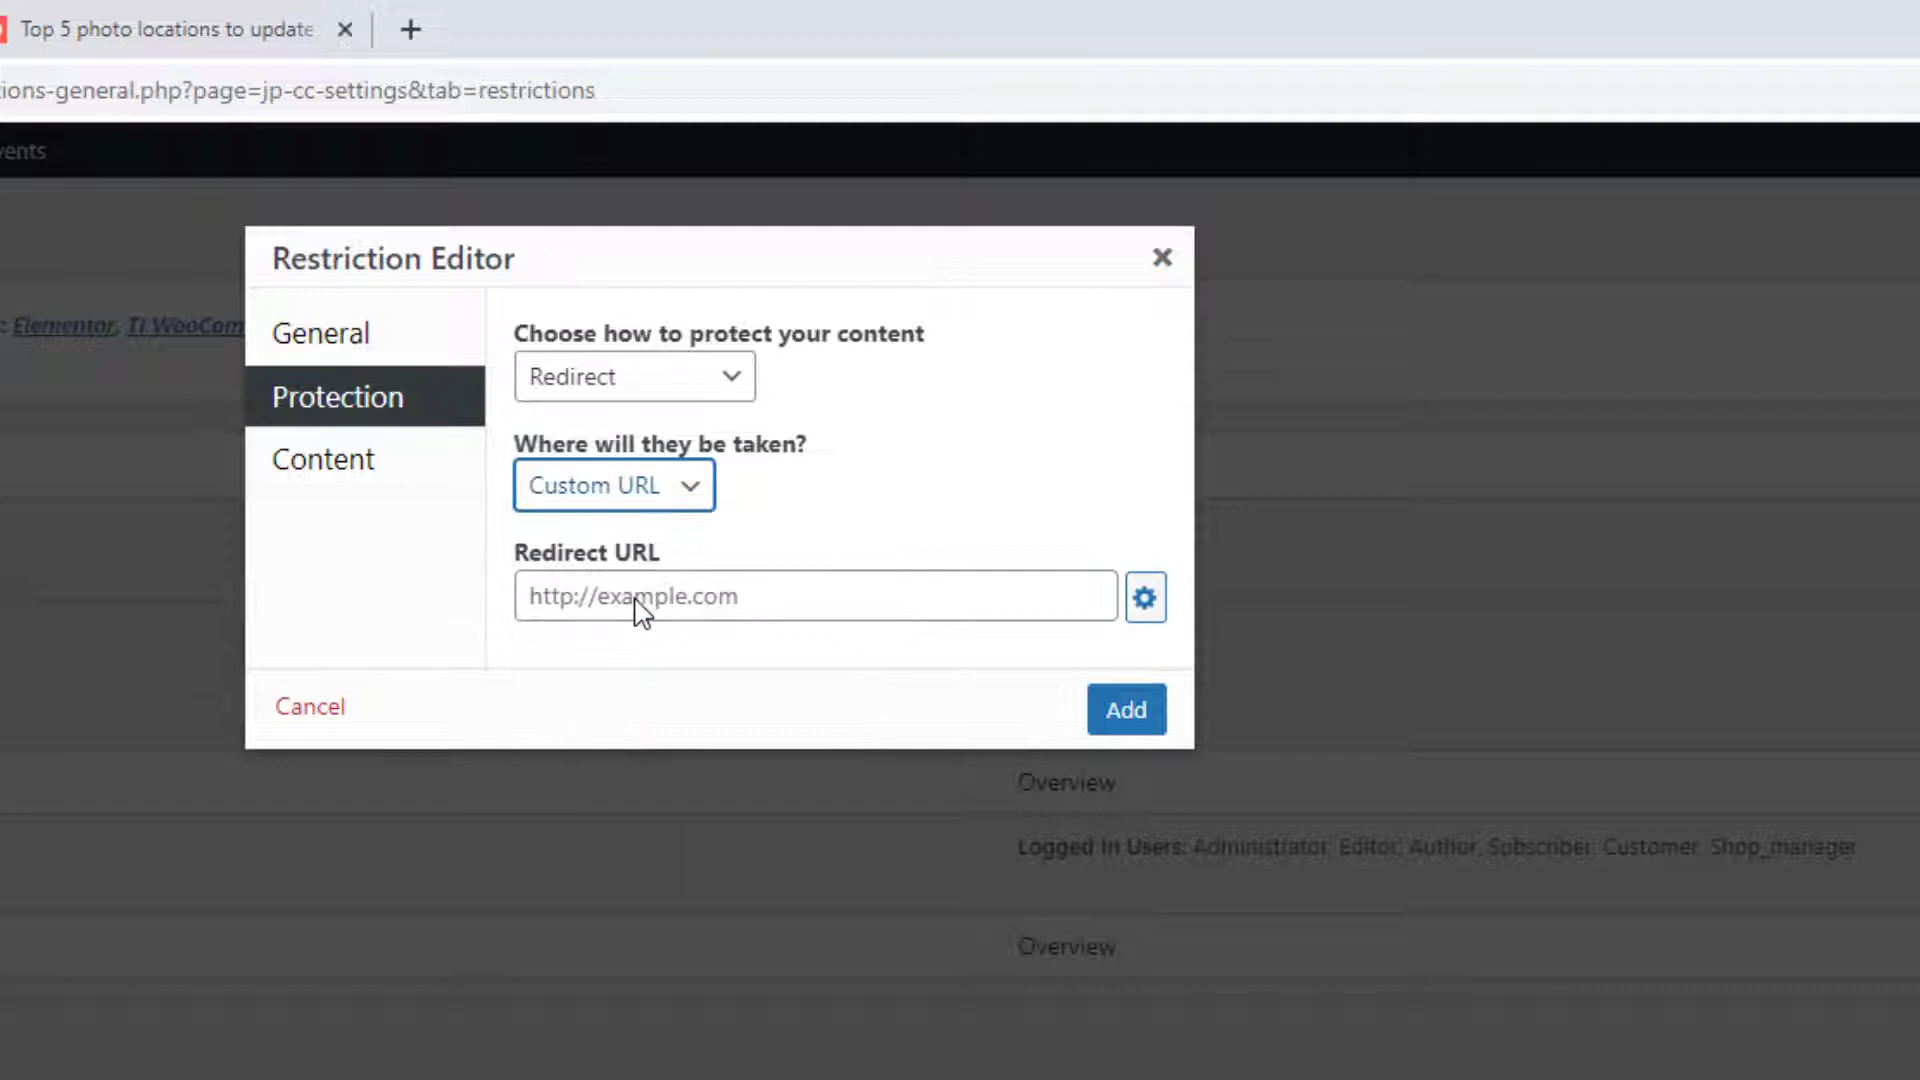 Top 5 photo locations to update
ions-general.php?page=jp-cc-settings&tab=restrictions
vents
Restriction Editor
: Elementor, TI WooCom
General
Choose how to protect your content
Redirect
Protection
Where will they be taken?
Content
Custom URL
Redirect URL
http://example.com
Cancel
Add
Overview
Logged In Users: Administrator, Editor, Author, Subscriber, Customer, Shop_manager
Overview